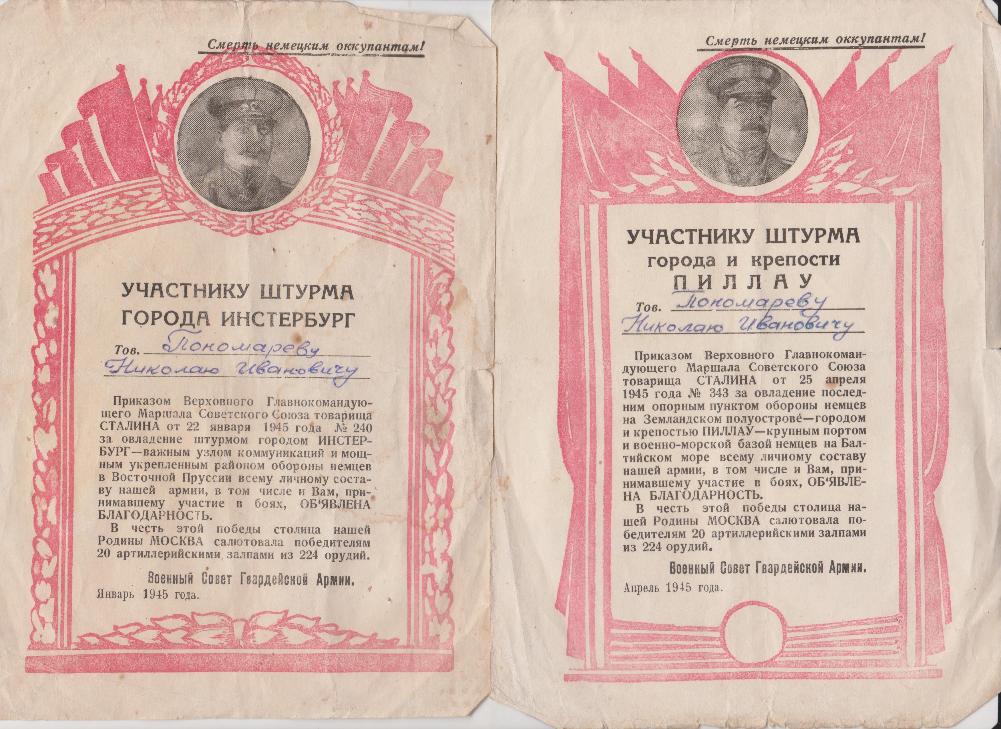 Смерть немецким оккупантам!
УЧАСТНИКУ ШТУРМА
ГОРОДА ИНСТЕРБУРГ
Тов. Пономареву
Николаю Ивановичу
Приказом Верховного Главнокомандую-
щего Маршала Советского Союза товарища
СТАЛИНА от 22 января 1945 года № 240
за овладение штурмом городом ИНСТЕР-
БУРГ—важным узлом коммуникаций и мощ-
ным укрепленным районом обороны немцев
в Восточной Пруссии всему личному соста-
ву нашей армии, в том числе и Вам, при-
нимавшему участие в боях, ОБ'ЯВЛЕНА
БЛАГОДАРНОСТЬ.
В честь этой победы столица нашей
Родины МОСКВА салютовала победителям
20 артиллерийскими залпами из 224 орудий.
Военный Совет Гвардейской Армии.
Январь 1945 года.
Смерть немецким оккупантам!
УЧАСТНИКУ ШТУРМА
города и крепости
ПИЛЛАУ
Тов. Пономареву
Николаю Ивановичу
Приказом Верховного Главнокоман-
дующего Маршала Советского Союза
товарища СТАЛИНА от 25 апреля
1945 года № 343 за овладение послед-
ним опорным пунктом обороны немцев
на Земландском полуострове—городом
и крепостью ПИЛЛАУ—крупным портом
и военно-морской базой немцев на Бал-
тийском море всему личному составу
нашей армии, в том числе и Вам, при-
нимавшему участие в боях, ОБ'ЯВЛЕ-
НА БЛАГОДАРНОСТЬ.
В честь этой победы столица на-
шей Родины МОСКВА салютовала по-
бедителям 20 артиллерийскими залпами
из 224 орудий.
Военный Совет Гвардейской Армии.
Апрель 1945 года.